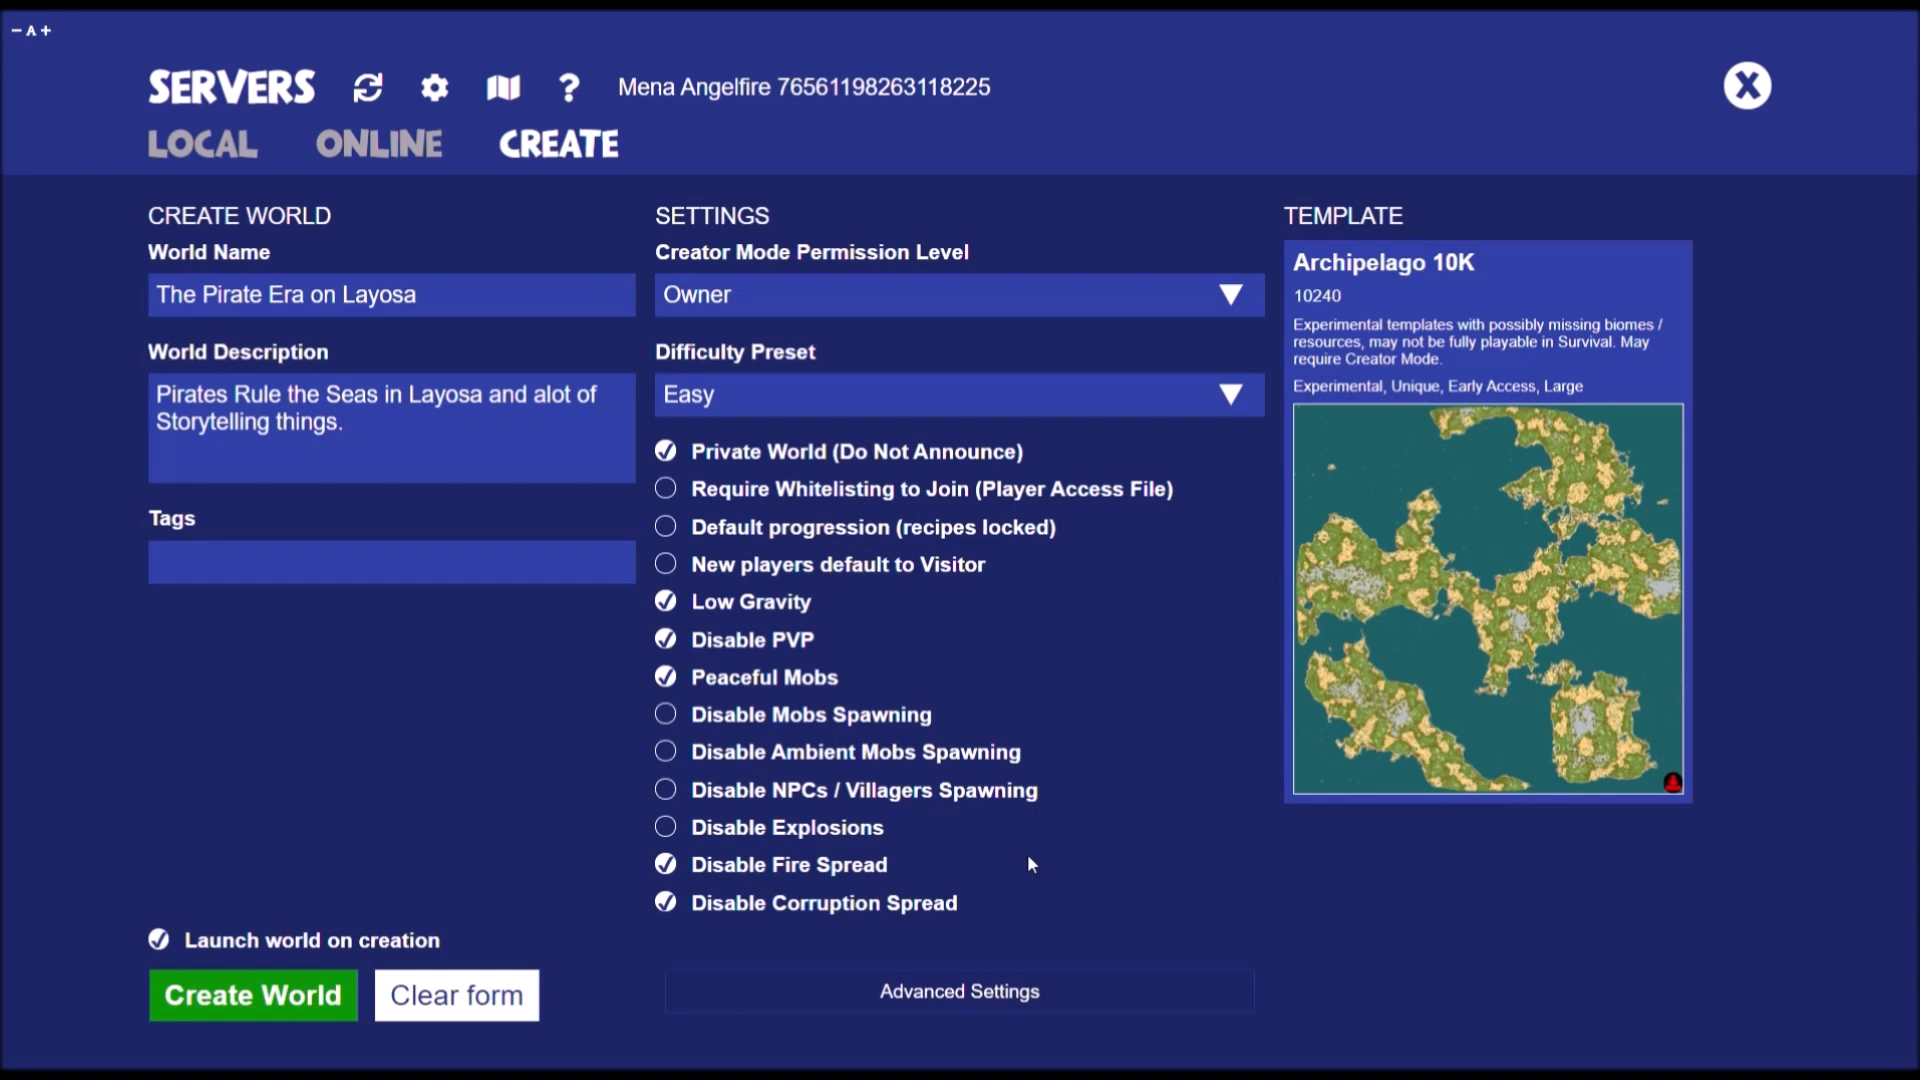 − A +
SERVERS ? Mena Angelfire 76561198263118225
X
LOCAL ONLINE CREATE
CREATE WORLD
World Name
The Pirate Era on Layosa
World Description
Pirates Rule the Seas in Layosa and alot of
Storytelling things.
Tags
Launch world on creation
Create World Clear form
SETTINGS
Creator Mode Permission Level
Owner
Difficulty Preset
Easy
Private World (Do Not Announce)
Require Whitelisting to Join (Player Access File)
Default progression (recipes locked)
New players default to Visitor
Low Gravity
Disable PVP
Peaceful Mobs
Disable Mobs Spawning
Disable Ambient Mobs Spawning
Disable NPCs / Villagers Spawning
Disable Explosions
Disable Fire Spread
Disable Corruption Spread
Advanced Settings
TEMPLATE
Archipelago 10K
10240
Experimental templates with possibly missing biomes /
resources, may not be fully playable in Survival. May
require Creator Mode.
Experimental, Unique, Early Access, Large